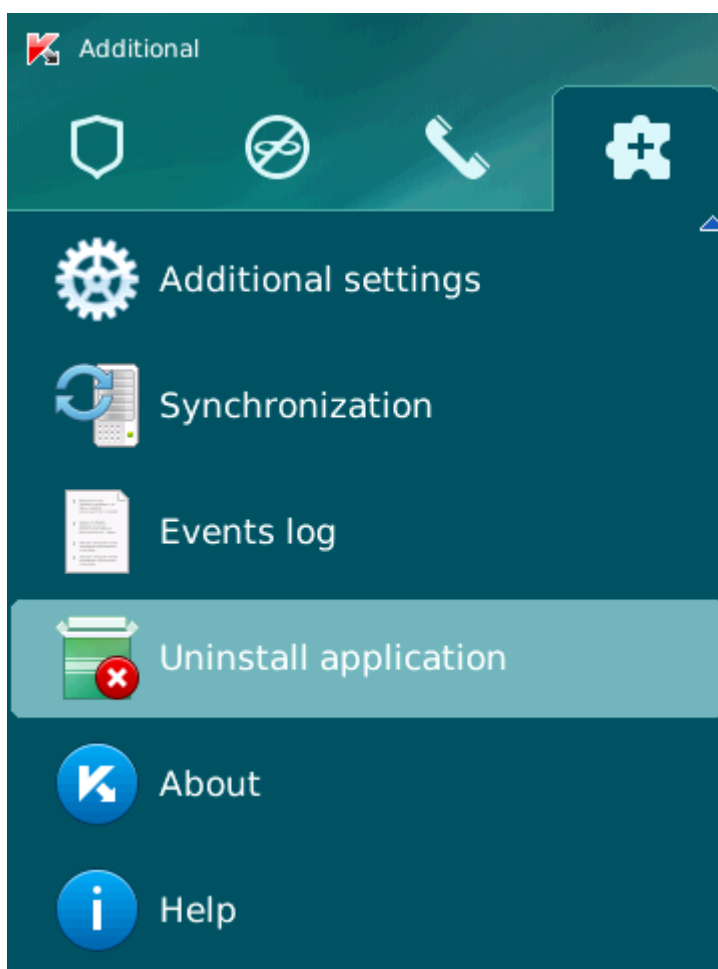 Additional
Additional settings
Synchronization
Events log
Uninstall application
About
Help